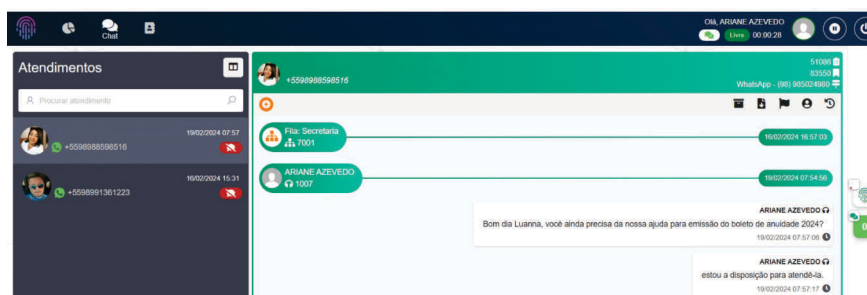 Chat
Olá, ARIANE AZEVEDO
Livre 00:00:28
Atendimentos
Procurar atendimento
19/02/2024 07:57
+5598988598516
16/02/2024 15:31
+5598991361223
+5598988598516
51086
83550
WhatsApp - (98) 985024980
Fila: Secretaria
7001
16/02/2024 16:57:03
ARIANE AZEVEDO
1007
19/02/2024 07:54:56
ARIANE AZEVEDO
Bom dia Luanna, você ainda precisa da nossa ajuda para emissão do boleto de anuidade 2024?
19/02/2024 07:57:06
ARIANE AZEVEDO
estou a disposição para atendê-la.
19/02/2024 07:57:17